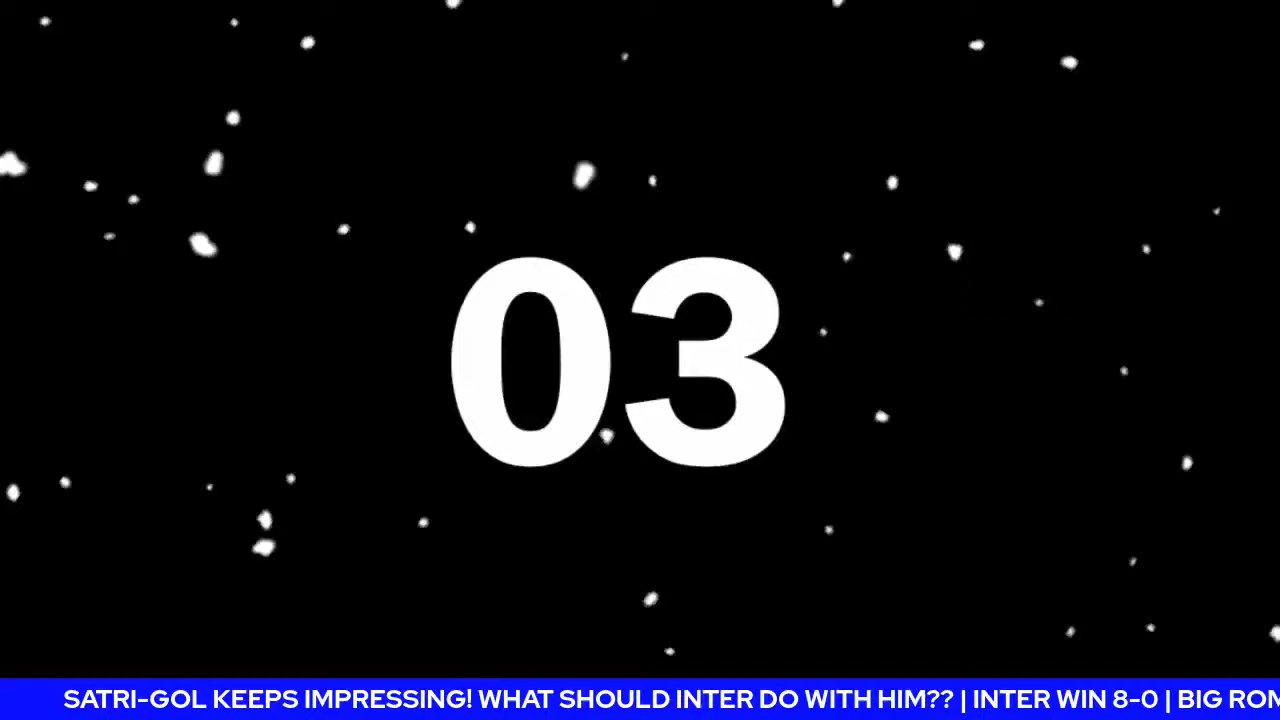 03
SATRI-GOL KEEPS IMPRESSING! WHAT SHOULD INTER DO WITH HIM?? | INTER WIN 8-0 | BIG